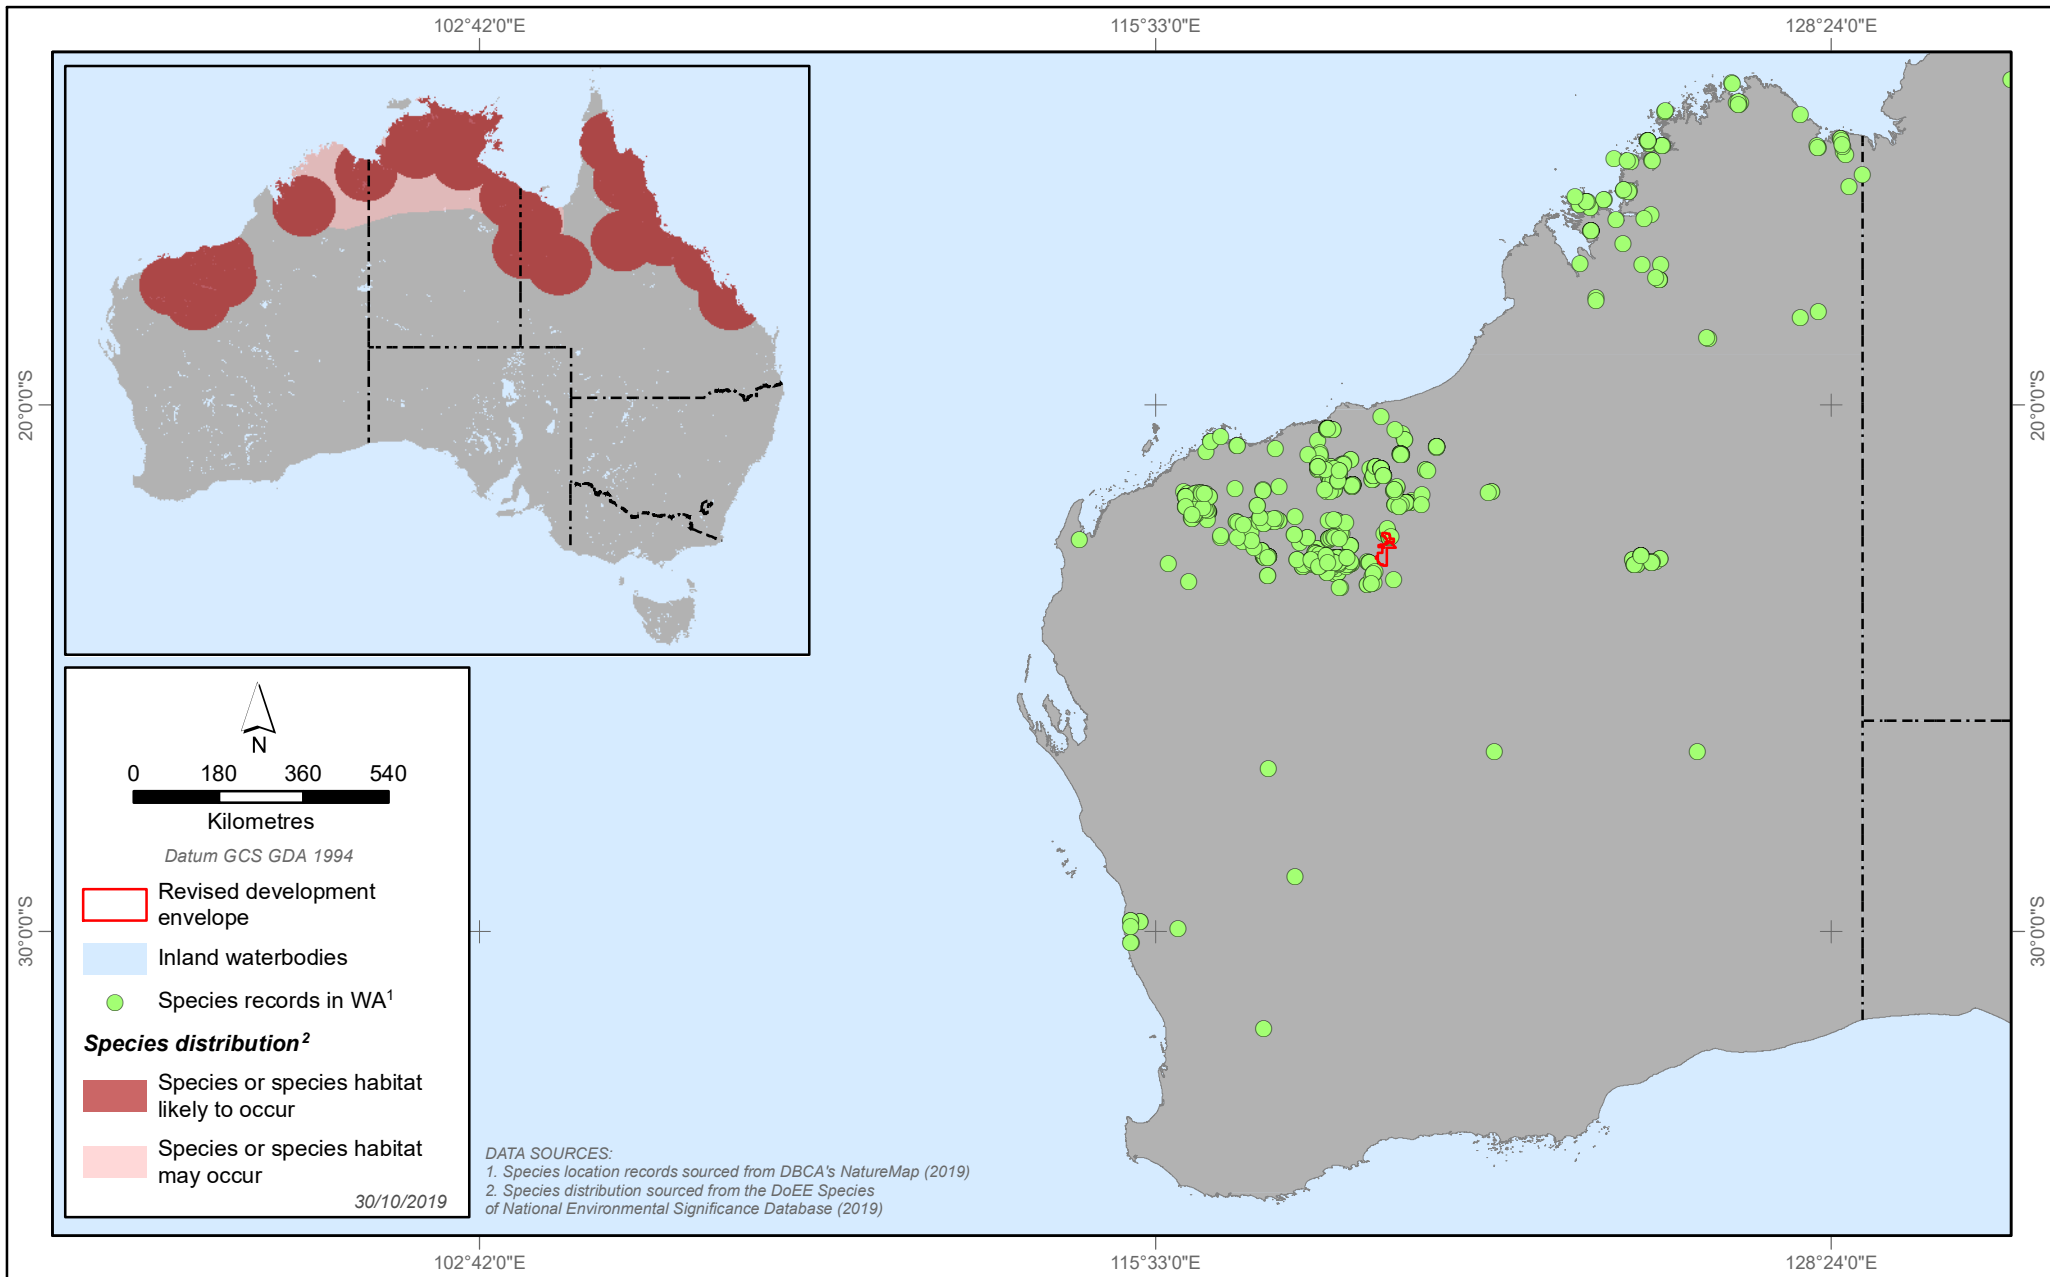 102°42'0"E
115°33'0"E
128°24'0"E
20°0'0"S
20°0'0"S
30°0'0"S
30°0'0"S
N
0 180 360 540
Kilometres
Datum GCS GDA 1994
Revised development
envelope
Inland waterbodies
Species records in WA1
Species distribution2
Species or species habitat
likely to occur
Species or species habitat
may occur
30/10/2019
DATA SOURCES:
1. Species location records sourced from DBCA's NatureMap (2019)
2. Species distribution sourced from the DoEE Species
of National Environmental Significance Database (2019)
102°42'0"E
115°33'0"E
128°24'0"E